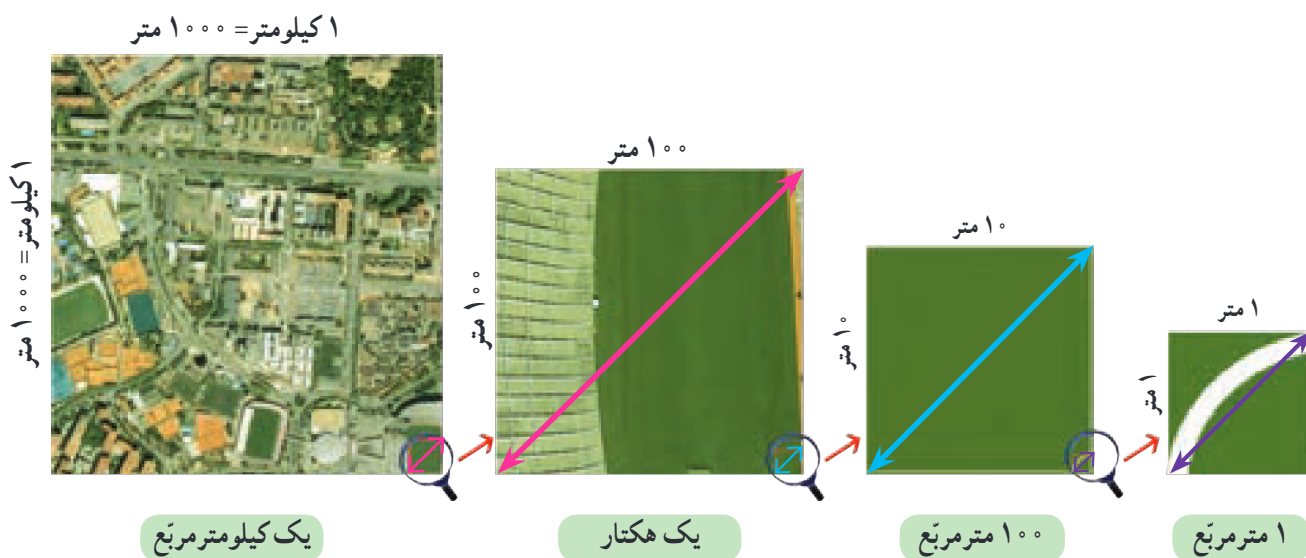 ۱ کیلومتر = ۱۰۰۰ متر
۱ کیلومتر = ۱۰۰۰ متر
۱۰۰ متر
۱۰۰ متر
۱۰ متر
۱۰ متر
۱ متر
۱ متر
یک کیلومترمربّع
یک هکتار
۱۰۰ مترمربّع
۱ مترمربّع